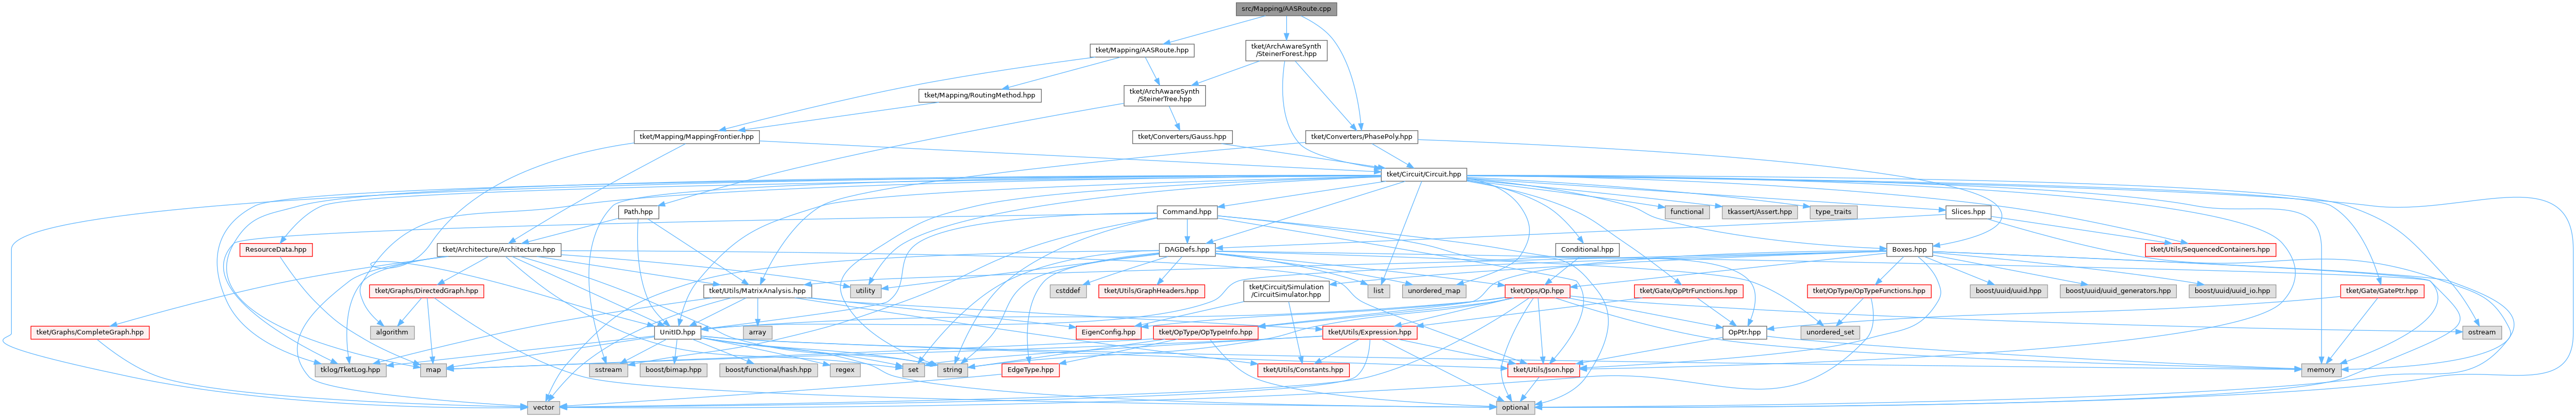 src/Mapping/AASRoute.cpp
tket/Mapping/AASRoute.hpp
tket/ArchAwareSynth
/SteinerForest.hpp
tket/Mapping/RoutingMethod.hpp
tket/ArchAwareSynth
/SteinerTree.hpp
tket/Mapping/MappingFrontier.hpp
tket/Converters/Gauss.hpp
tket/Converters/PhasePoly.hpp
tket/Circuit/Circuit.hpp
Path.hpp
Command.hpp
functional
tkassert/Assert.hpp
type_traits
Slices.hpp
ResourceData.hpp
tket/Architecture/Architecture.hpp
DAGDefs.hpp
Conditional.hpp
Boxes.hpp
tket/Utils/SequencedContainers.hpp
tket/Graphs/DirectedGraph.hpp
tket/Utils/MatrixAnalysis.hpp
utility
cstddef
tket/Utils/GraphHeaders.hpp
list
unordered_map
tket/Circuit/Simulation
/CircuitSimulator.hpp
tket/Ops/Op.hpp
tket/Gate/OpPtrFunctions.hpp
tket/OpType/OpTypeFunctions.hpp
boost/uuid/uuid.hpp
boost/uuid/uuid_generators.hpp
boost/uuid/uuid_io.hpp
tket/Gate/GatePtr.hpp
tket/Graphs/CompleteGraph.hpp
algorithm
UnitID.hpp
array
EigenConfig.hpp
tket/OpType/OpTypeInfo.hpp
tket/Utils/Expression.hpp
OpPtr.hpp
unordered_set
ostream
tklog/TketLog.hpp
map
sstream
boost/bimap.hpp
boost/functional/hash.hpp
regex
set
string
EdgeType.hpp
tket/Utils/Constants.hpp
tket/Utils/Json.hpp
memory
vector
optional